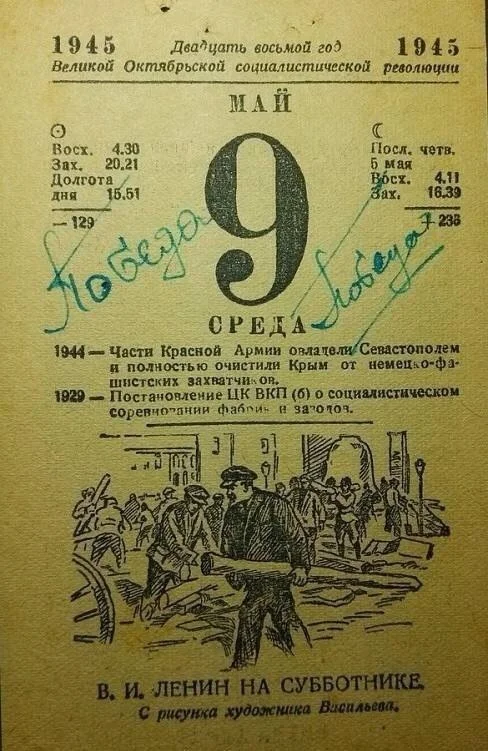 1945 Двадцать восьмой год 1945
Великой Октябрьской социалистической революции
МАЙ
9
Восх. 4.30
Зах. 20.21
Долгота
дня 15.51
— 129
Посл. четв.
5 мая
Восх. 4.11
Зах. 16.39
+ 236
Победа
Победа
СРЕДА
1944 — Части Красной Армии овладели Севастополем
и полностью очистили Крым от немецко-фа-
шистских захватчиков.
1929 — Постановление ЦК ВКП (б) о социалистическом
соревновании фабрик и заводов.
В. И. ЛЕНИН НА СУББОТНИКЕ.
С рисунка художника Васильева.